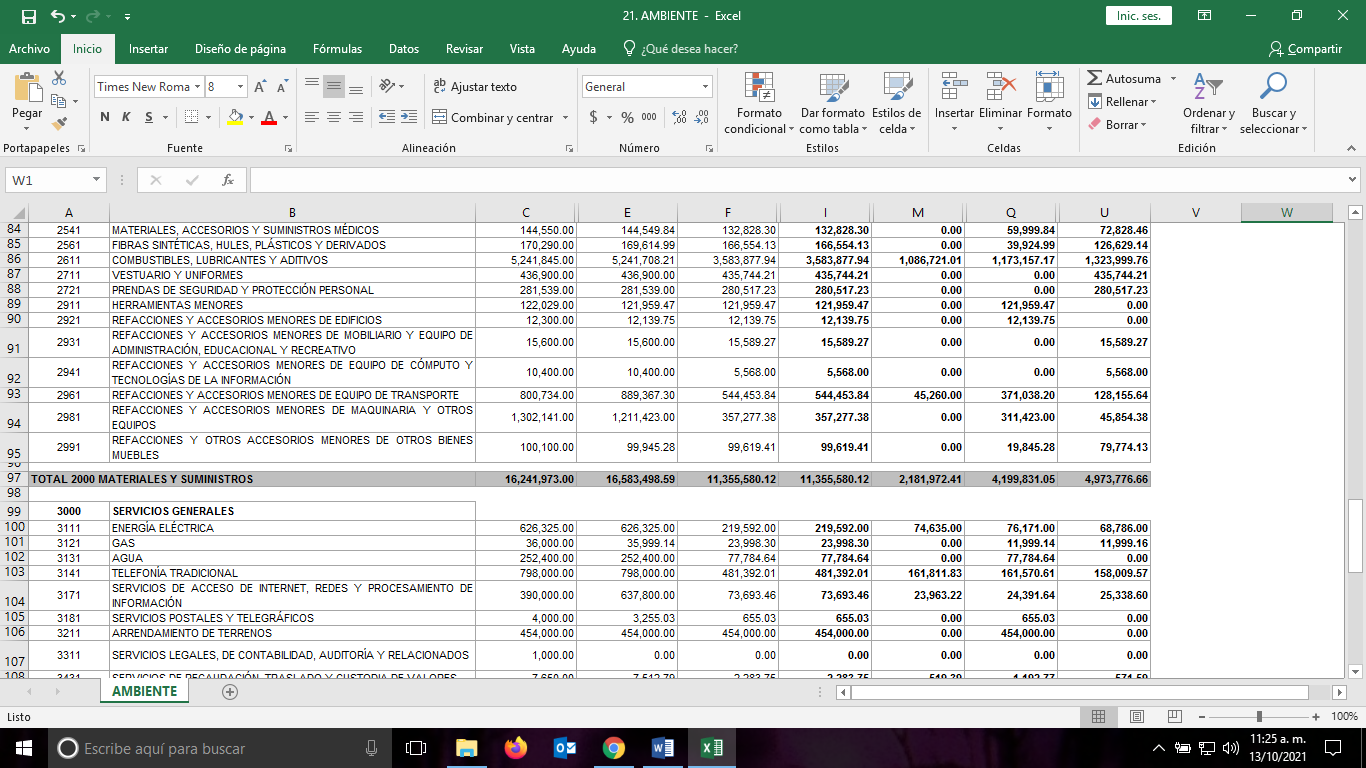 21. AMBIENTE - Excel
Inic. ses.
Archivo Inicio Insertar Diseño de página Fórmulas Datos Revisar Vista Ayuda ¿Qué desea hacer? Compartir
Pegar
Times New Roma 8
N K S
Ajustar texto
Combinar y centrar
General
$ % 000
Formato condicional
Dar formato como tabla
Estilos de celda
Insertar Eliminar Formato
Autosuma
Rellenar
Borrar
Ordenar y filtrar
Buscar y seleccionar
Portapapeles Fuente Alineación Número Estilos Celdas Edición
W1 fx
A B C E F I M Q U V W
84 2541 MATERIALES, ACCESORIOS Y SUMINISTROS MÉDICOS 144,550.00 144,549.84 132,828.30 132,828.30 0.00 59,999.84 72,828.46
85 2561 FIBRAS SINTÉTICAS, HULES, PLÁSTICOS Y DERIVADOS 170,290.00 169,614.99 166,554.13 166,554.13 0.00 39,924.99 126,629.14
86 2611 COMBUSTIBLES, LUBRICANTES Y ADITIVOS 5,241,845.00 5,241,708.21 3,583,877.94 3,583,877.94 1,086,721.01 1,173,157.17 1,323,999.76
87 2711 VESTUARIO Y UNIFORMES 436,900.00 436,900.00 435,744.21 435,744.21 0.00 0.00 435,744.21
88 2721 PRENDAS DE SEGURIDAD Y PROTECCIÓN PERSONAL 281,539.00 281,539.00 280,517.23 280,517.23 0.00 0.00 280,517.23
89 2911 HERRAMIENTAS MENORES 122,029.00 121,959.47 121,959.47 121,959.47 0.00 121,959.47 0.00
90 2921 REFACCIONES Y ACCESORIOS MENORES DE EDIFICIOS 12,300.00 12,139.75 12,139.75 12,139.75 0.00 12,139.75 0.00
91 2931 REFACCIONES Y ACCESORIOS MENORES DE MOBILIARIO Y EQUIPO DE ADMINISTRACIÓN, EDUCACIONAL Y RECREATIVO 15,600.00 15,600.00 15,589.27 15,589.27 0.00 0.00 15,589.27
92 2941 REFACCIONES Y ACCESORIOS MENORES DE EQUIPO DE CÓMPUTO Y TECNOLOGÍAS DE LA INFORMACIÓN 10,400.00 10,400.00 5,568.00 5,568.00 0.00 0.00 5,568.00
93 2961 REFACCIONES Y ACCESORIOS MENORES DE EQUIPO DE TRANSPORTE 800,734.00 889,367.30 544,453.84 544,453.84 45,260.00 371,038.20 128,155.64
94 2981 REFACCIONES Y ACCESORIOS MENORES DE MAQUINARIA Y OTROS EQUIPOS 1,302,141.00 1,211,423.00 357,277.38 357,277.38 0.00 311,423.00 45,854.38
95 2991 REFACCIONES Y OTROS ACCESORIOS MENORES DE OTROS BIENES MUEBLES 100,100.00 99,945.28 99,619.41 99,619.41 0.00 19,845.28 79,774.13
96
97 TOTAL 2000 MATERIALES Y SUMINISTROS 16,241,973.00 16,583,498.59 11,355,580.12 11,355,580.12 2,181,972.41 4,199,831.05 4,973,776.66
98
99 3000 SERVICIOS GENERALES
100 3111 ENERGÍA ELÉCTRICA 626,325.00 626,325.00 219,592.00 219,592.00 74,635.00 76,171.00 68,786.00
101 3121 GAS 36,000.00 35,999.14 23,998.30 23,998.30 0.00 11,999.14 11,999.16
102 3131 AGUA 252,400.00 252,400.00 77,784.64 77,784.64 0.00 77,784.64 0.00
103 3141 TELEFONÍA TRADICIONAL 798,000.00 798,000.00 481,392.01 481,392.01 161,811.83 161,570.61 158,009.57
104 3171 SERVICIOS DE ACCESO DE INTERNET, REDES Y PROCESAMIENTO DE INFORMACIÓN 390,000.00 637,800.00 73,693.46 73,693.46 23,963.22 24,391.64 25,338.60
105 3181 SERVICIOS POSTALES Y TELEGRÁFICOS 4,000.00 3,255.03 655.03 655.03 0.00 655.03 0.00
106 3211 ARRENDAMIENTO DE TERRENOS 454,000.00 454,000.00 454,000.00 454,000.00 0.00 454,000.00 0.00
107 3311 SERVICIOS LEGALES, DE CONTABILIDAD, AUDITORÍA Y RELACIONADOS 1,000.00 0.00 0.00 0.00 0.00 0.00 0.00
108 3431 SERVICIOS DE RECAUDACIÓN, TRASLADO Y CUSTODIA DE VALORES 7,650.00 7,512.79 2,283.75 2,283.75 519.39 1,192.77 571.59
AMBIENTE
Listo 100%
Escribe aquí para buscar
11:25 a. m.
13/10/2021